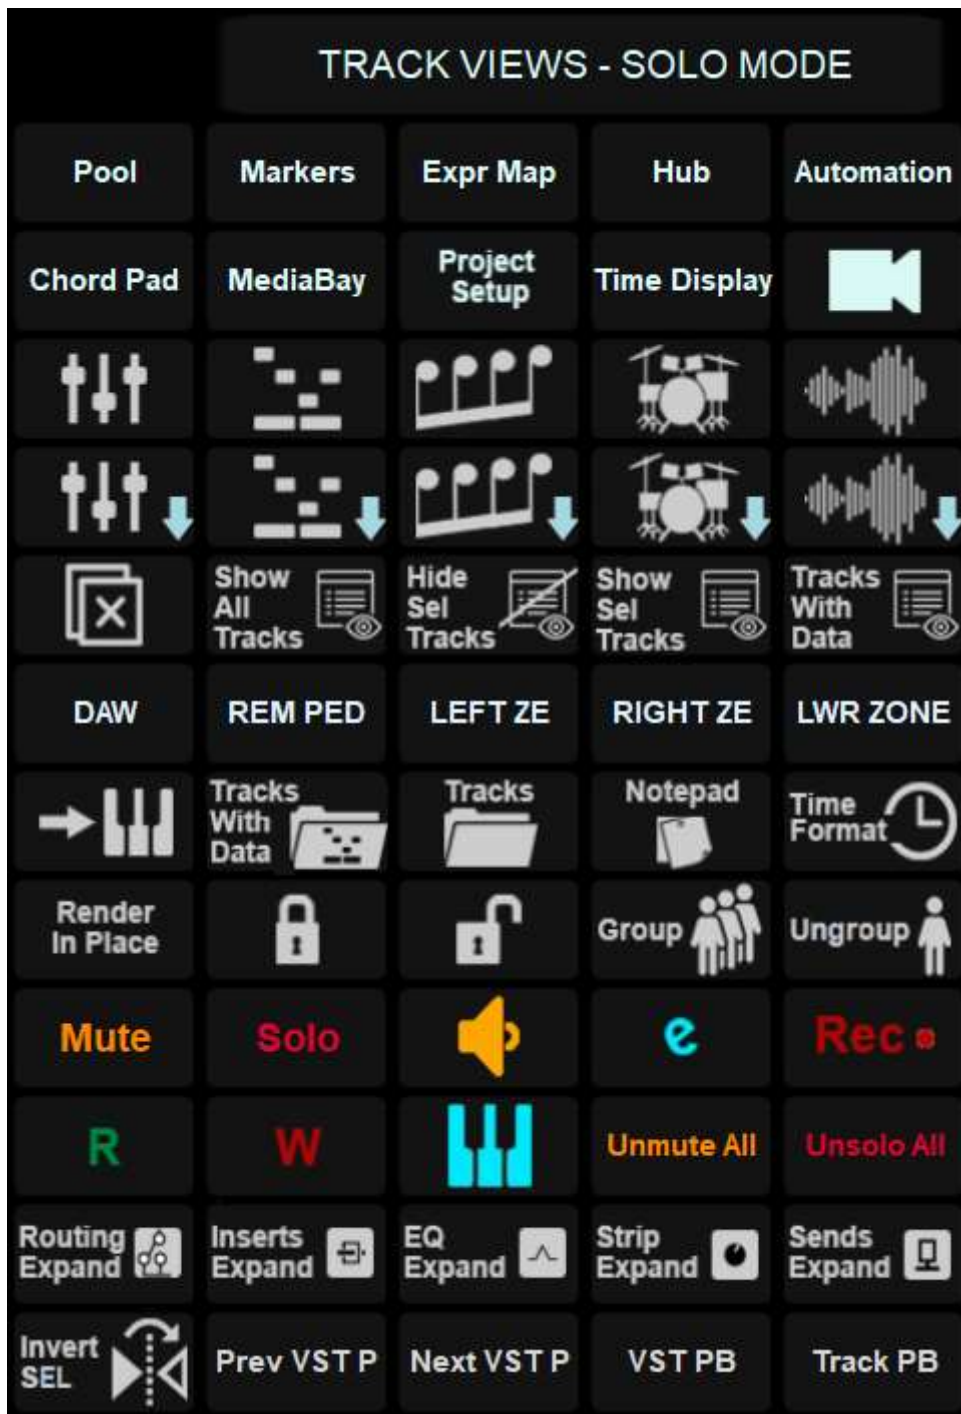 TRACK VIEWS - SOLO MODE
Pool
Markers
Expr Map
Hub
Automation
Chord Pad
MediaBay
Project
Setup
Time Display
Show
All
Tracks
Hide
Sel
Tracks
Show
Sel
Tracks
Tracks
With
Data
DAW
REM PED
LEFT ZE
RIGHT ZE
LWR ZONE
Tracks
With
Data
Tracks
Notepad
Time
Format
Render
In Place
Group
Ungroup
Mute
Solo
e
Rec
R
W
Unmute All
Unsolo All
Routing
Expand
Inserts
Expand
EQ
Expand
Strip
Expand
Sends
Expand
Invert
SEL
Prev VST P
Next VST P
VST PB
Track PB